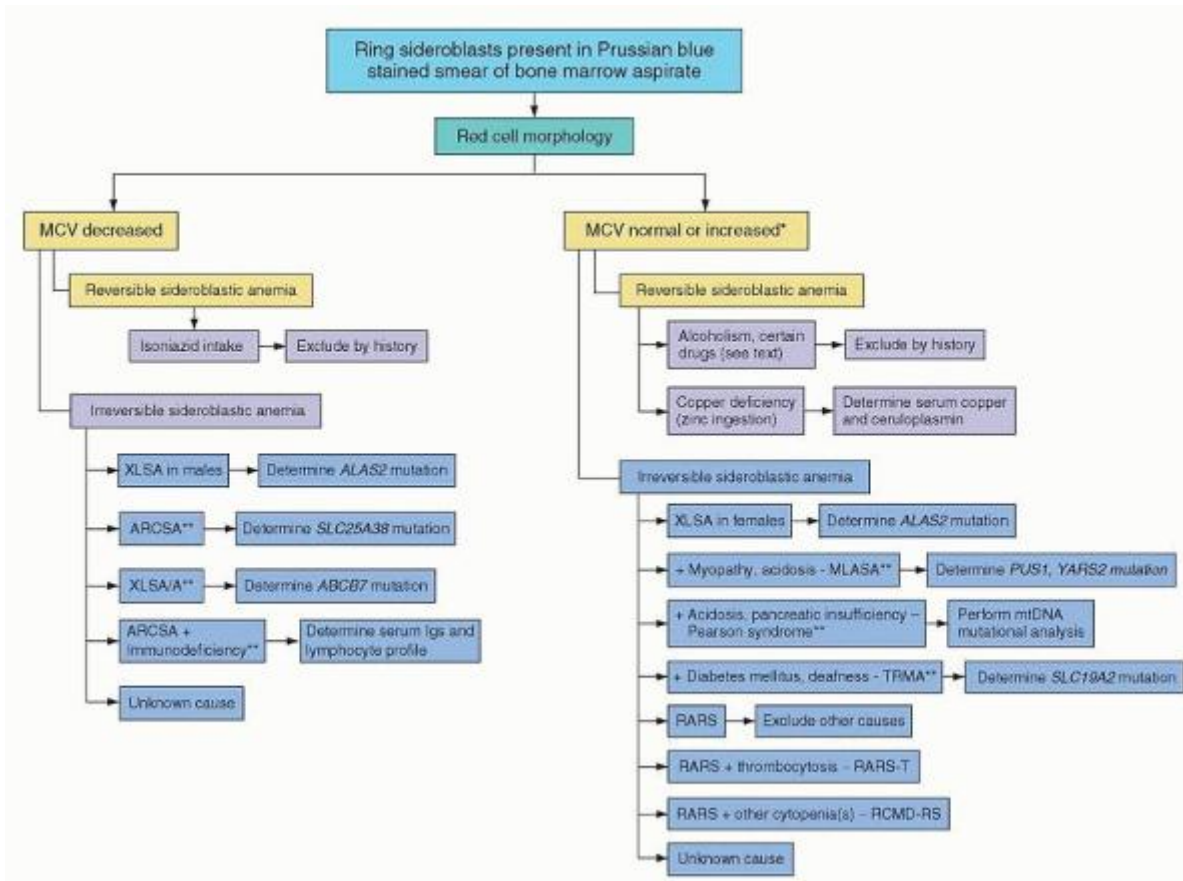 Ring sideroblasts present in Prussian blue
stained smear of bone marrow aspirate
Red cell morphology
MCV decreased
Reversible sideroblastic anemia
Isoniazid intake
Exclude by history
Irreversible sideroblastic anemia
XLSA in males
Determine ALAS2 mutation
ARCSA**
Determine SLC25A38 mutation
XLSA/A**
Determine ABCB7 mutation
ARCSA +
Immunodeficiency**
Determine serum Igs and
lymphocyte profile
Unknown cause
MCV normal or increased*
Reversible sideroblastic anemia
Alcoholism, certain
drugs (see text)
Exclude by history
Copper deficiency
(zinc ingestion)
Determine serum copper
and ceruloplasmin
Irreversible sideroblastic anemia
XLSA in females
Determine ALAS2 mutation
+ Myopathy, acidosis - MLASA**
Determine PUS1, YARS2 mutation
+ Acidosis, pancreatic insufficiency –
Pearson syndrome**
Perform mtDNA
mutational analysis
+ Diabetes mellitus, deafness - TRMA**
Determine SLC19A2 mutation
RARS
Exclude other causes
RARS + thrombocytosis – RARS-T
RARS + other cytopenia(s) – RCMD-RS
Unknown cause